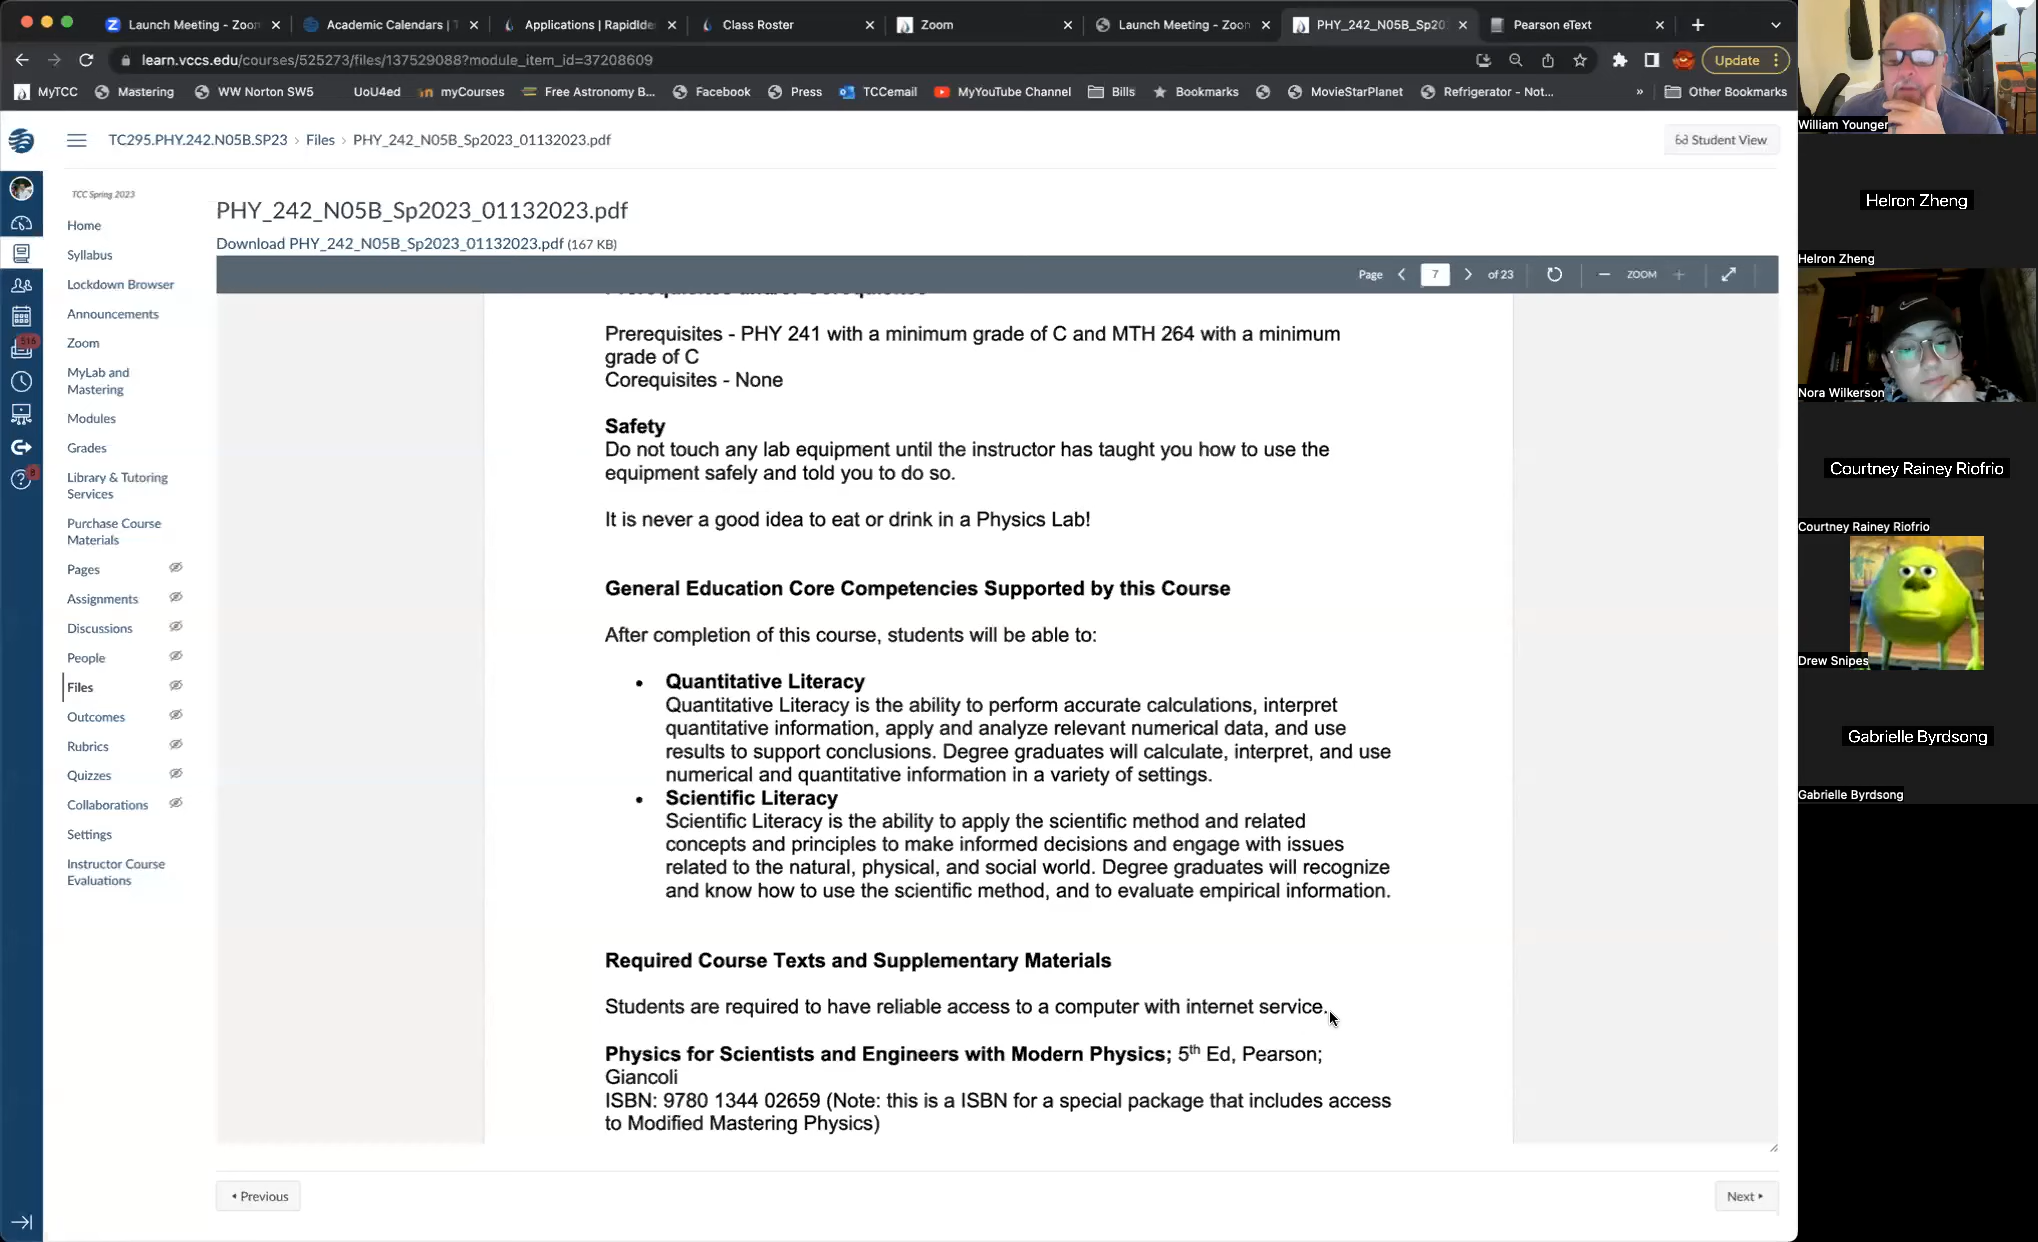 Launch Meeting - Zoon
Academic Calendars | T
Applications | RapidIde
Class Roster
Zoom
Launch Meeting - Zoon
PHY_242_N05B_Sp20
Pearson eText
learn.vccs.edu/courses/525273/files/137529088?module_item_id=37208609
Update
MyTCC
Mastering
WW Norton SW5
UoU4ed
myCourses
Free Astronomy B...
Facebook
Press
TCCemail
MyYouTube Channel
Bills
Bookmarks
MovieStarPlanet
Refrigerator - Not...
»
Other Bookmarks
TC295.PHY.242.N05B.SP23 › Files › PHY_242_N05B_Sp2023_01132023.pdf
Student View
TCC Spring 2023
Home
Syllabus
Lockdown Browser
Announcements
Zoom
MyLab and
Mastering
Modules
Grades
Library & Tutoring
Services
Purchase Course
Materials
Pages
Assignments
Discussions
People
Files
Outcomes
Rubrics
Quizzes
Collaborations
Settings
Instructor Course
Evaluations
516
8
PHY_242_N05B_Sp2023_01132023.pdf
Download PHY_242_N05B_Sp2023_01132023.pdf (167 KB)
Page 7 of 23 ZOOM
Prerequisites - PHY 241 with a minimum grade of C and MTH 264 with a minimum
grade of C
Corequisites - None
Safety
Do not touch any lab equipment until the instructor has taught you how to use the
equipment safely and told you to do so.
It is never a good idea to eat or drink in a Physics Lab!
General Education Core Competencies Supported by this Course
After completion of this course, students will be able to:
• Quantitative Literacy
Quantitative Literacy is the ability to perform accurate calculations, interpret
quantitative information, apply and analyze relevant numerical data, and use
results to support conclusions. Degree graduates will calculate, interpret, and use
numerical and quantitative information in a variety of settings.
• Scientific Literacy
Scientific Literacy is the ability to apply the scientific method and related
concepts and principles to make informed decisions and engage with issues
related to the natural, physical, and social world. Degree graduates will recognize
and know how to use the scientific method, and to evaluate empirical information.
Required Course Texts and Supplementary Materials
Students are required to have reliable access to a computer with internet service.
Physics for Scientists and Engineers with Modern Physics; 5th Ed, Pearson;
Giancoli
ISBN: 9780 1344 02659 (Note: this is a ISBN for a special package that includes access
to Modified Mastering Physics)
Previous
Next
William Younger
Helron Zheng
Helron Zheng
Nora Wilkerson
Courtney Rainey Riofrio
Courtney Rainey Riofrio
Drew Snipes
Gabrielle Byrdsong
Gabrielle Byrdsong